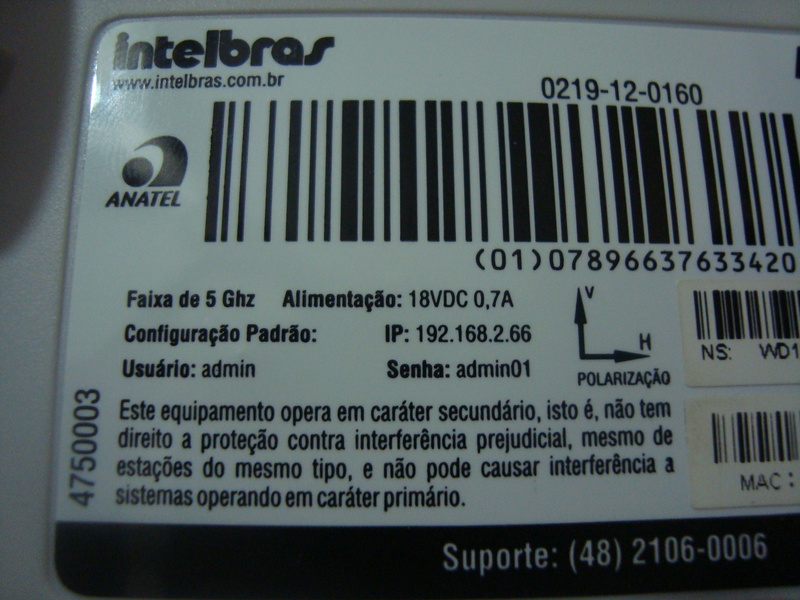 intelbras
www.intelbras.com.br
0219-12-0160
ANATEL
(01)07896637633420
Faixa de 5 Ghz Alimentação: 18VDC 0,7A
Configuração Padrão: IP: 192.168.2.66
Usuário: admin Senha: admin01
V
H
POLARIZAÇÃO
NS: WD1
MAC:
4750003
Este equipamento opera em caráter secundário, isto é, não tem
direito a proteção contra interferência prejudicial, mesmo de
estações do mesmo tipo, e não pode causar interferência a
sistemas operando em caráter primário.
Suporte: (48) 2106-0006